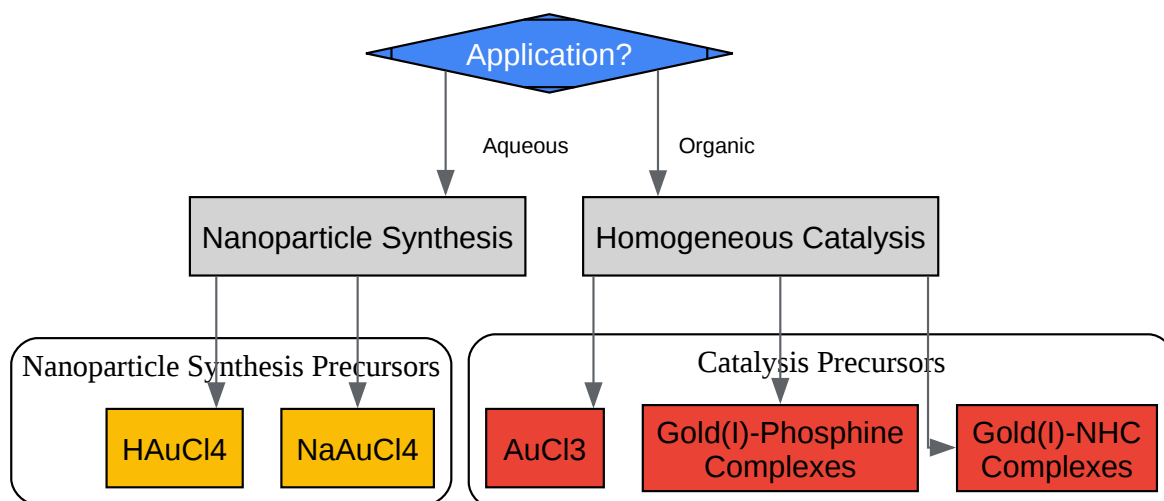 Application?
Aqueous
Organic
Nanoparticle Synthesis
Homogeneous Catalysis
Nanoparticle Synthesis Precursors
Catalysis Precursors
HAuCl4
NaAuCl4
AuCl3
Gold(I)-Phosphine
Complexes
Gold(I)-NHC
Complexes